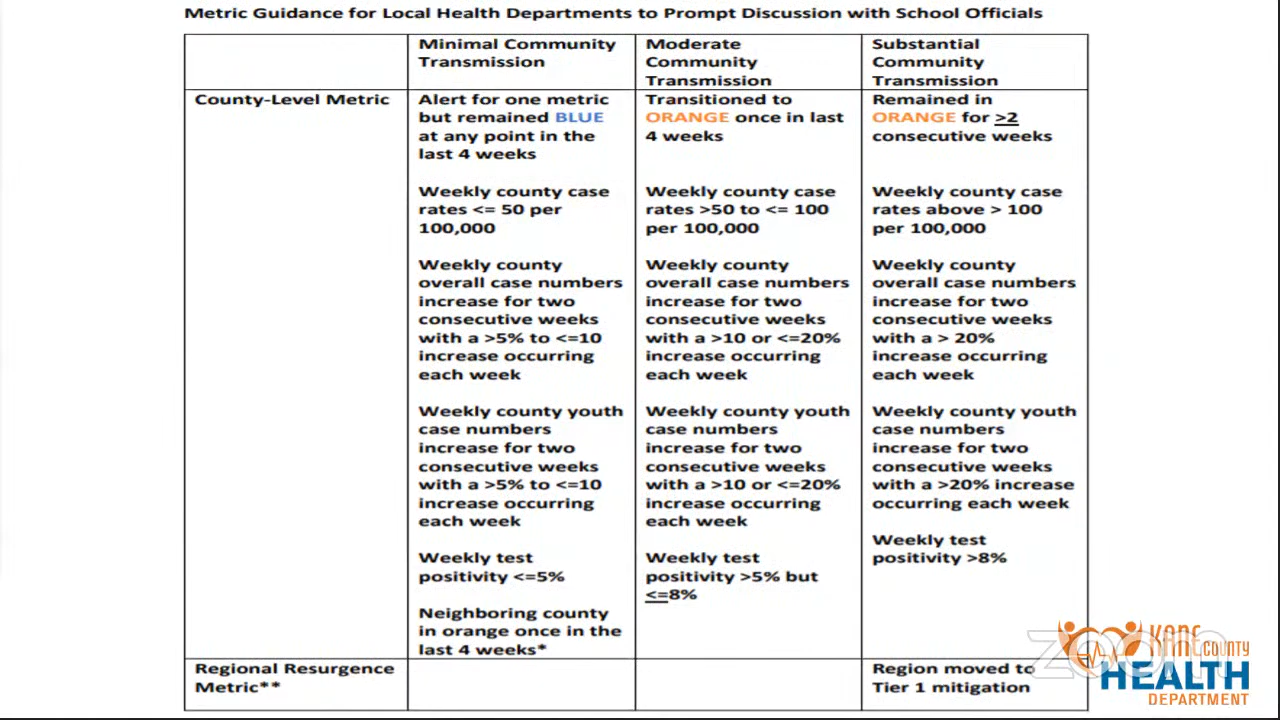 Metric Guidance for Local Health Departments to Prompt Discussion with School Officials
Minimal Community
Transmission
Moderate
Community
Transmission
Substantial
Community
Transmission
County-Level Metric
Alert for one metric
but remained BLUE
at any point in the
last 4 weeks
Weekly county case
rates <= 50 per
100,000
Weekly county
overall case numbers
increase for two
consecutive weeks
with a >5% to <=10
increase occurring
each week
Weekly county youth
case numbers
increase for two
consecutive weeks
with a >5% to <=10
increase occurring
each week
Weekly test
positivity <=5%
Neighboring county
in orange once in the
last 4 weeks*
Transitioned to
ORANGE once in last
4 weeks
Weekly county case
rates >50 to <= 100
per 100,000
Weekly county
overall case numbers
increase for two
consecutive weeks
with a >10 or <=20%
increase occurring
each week
Weekly county youth
case numbers
increase for two
consecutive weeks
with a >10 or <=20%
increase occurring
each week
Weekly test
positivity >5% but
<=8%
Remained in
ORANGE for >2
consecutive weeks
Weekly county case
rates above > 100
per 100,000
Weekly county
overall case numbers
increase for two
consecutive weeks
with a > 20%
increase occurring
each week
Weekly county youth
case numbers
increase for two
consecutive weeks
with a >20% increase
occurring each week
Weekly test
positivity >8%
Regional Resurgence
Metric**
Region moved to
Tier 1 mitigation
zoom
KANE COUNTY
HEALTH
DEPARTMENT